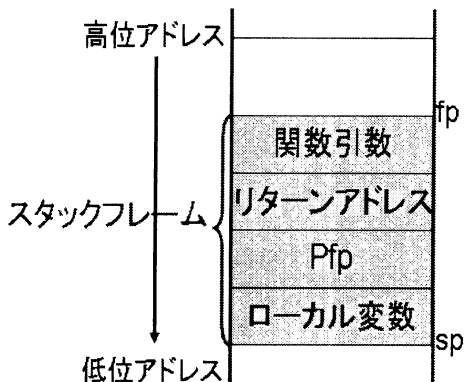 高位アドレス
fp
関数引数
リターンアドレス
スタックフレーム
Pfp
ローカル変数
sp
低位アドレス